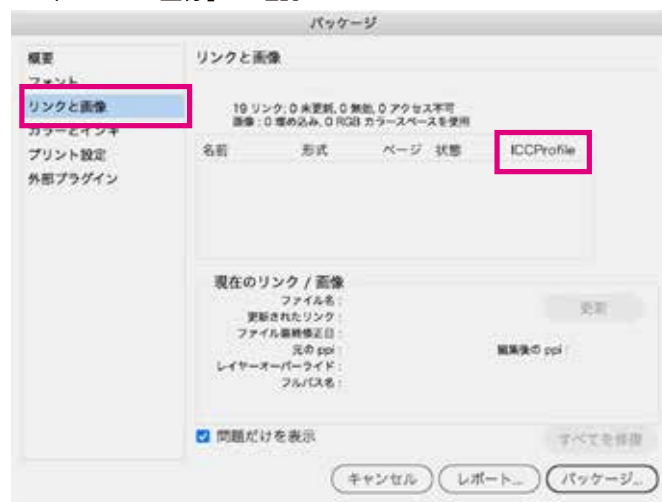 パッケージ
概要
フォント
リンクと画像
カラーとインキ
プリント設定
外部プラグイン
リンクと画像
19 リンク; 0 未更新, 0 無効, 0 アクセス不可
画像 : 0 埋め込み, 0 RGB カラースペースを使用
名前 形式 ページ 状態 ICCProfile
現在のリンク / 画像
ファイル名 :
更新されたリンク :
ファイル最終修正日 :
元の ppi :
編集後の ppi :
レイヤーオーバーライド :
フルパス名 :
更新
問題だけを表示
すべてを修復
キャンセル レポート... パッケージ...